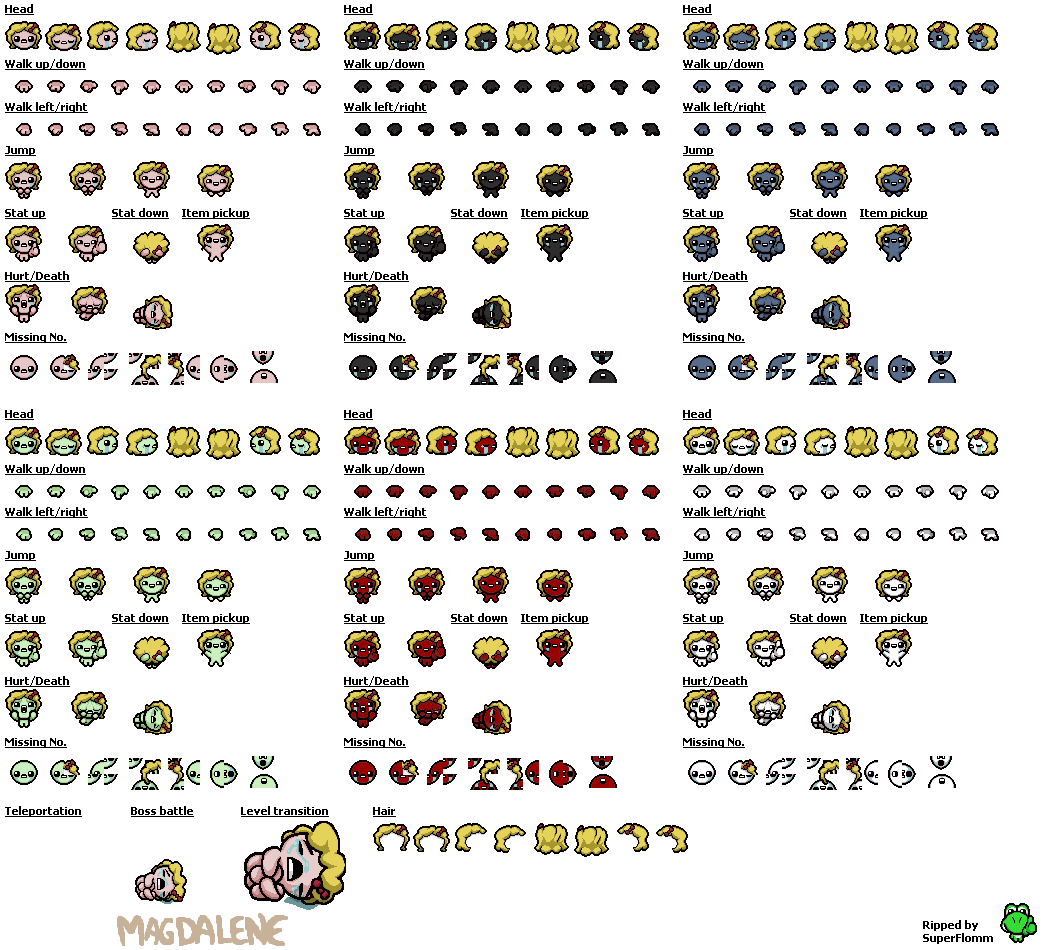 Head Head Head
Walk up/down Walk up/down Walk up/down
Walk left/right Walk left/right Walk left/right
Jump Jump Jump
Stat up Stat down Item pickup Stat up Stat down Item pickup Stat up Stat down Item pickup
Hurt/Death Hurt/Death Hurt/Death
Missing No. Missing No. Missing No.
Head Head Head
Walk up/down Walk up/down Walk up/down
Walk left/right Walk left/right Walk left/right
Jump Jump Jump
Stat up Stat down Item pickup Stat up Stat down Item pickup Stat up Stat down Item pickup
Hurt/Death Hurt/Death Hurt/Death
Missing No. Missing No. Missing No.
Teleportation Boss battle Level transition Hair
MAGDALENE
Ripped by
SuperFlomm